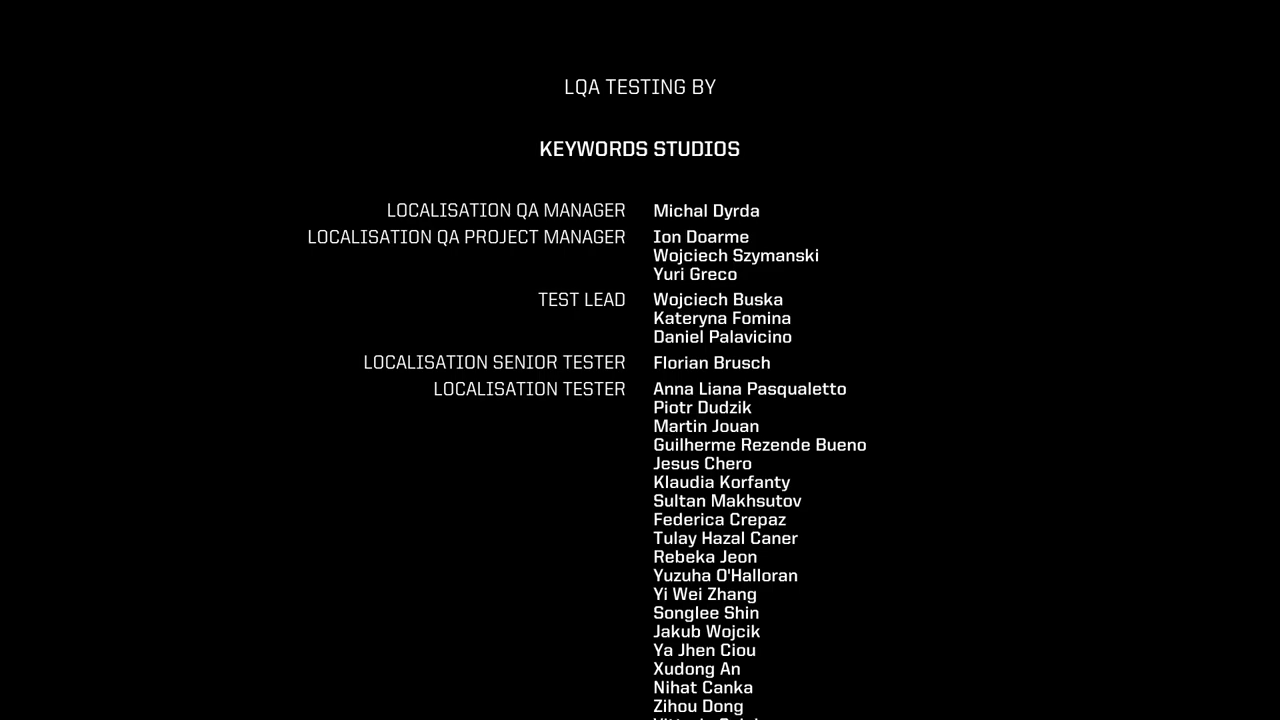 LQA TESTING BY
KEYWORDS STUDIOS
LOCALISATION QA MANAGER Michal Dyrda
LOCALISATION QA PROJECT MANAGER Ion Doarme
Wojciech Szymanski
Yuri Greco
TEST LEAD Wojciech Buska
Kateryna Fomina
Daniel Palavicino
LOCALISATION SENIOR TESTER Florian Brusch
LOCALISATION TESTER Anna Liana Pasqualetto
Piotr Dudzik
Martin Jouan
Guilherme Rezende Bueno
Jesus Chero
Klaudia Korfanty
Sultan Makhsutov
Federica Crepaz
Tulay Hazal Caner
Rebeka Jeon
Yuzuha O'Halloran
Yi Wei Zhang
Songlee Shin
Jakub Wojcik
Ya Jhen Ciou
Xudong An
Nihat Canka
Zihou Dong